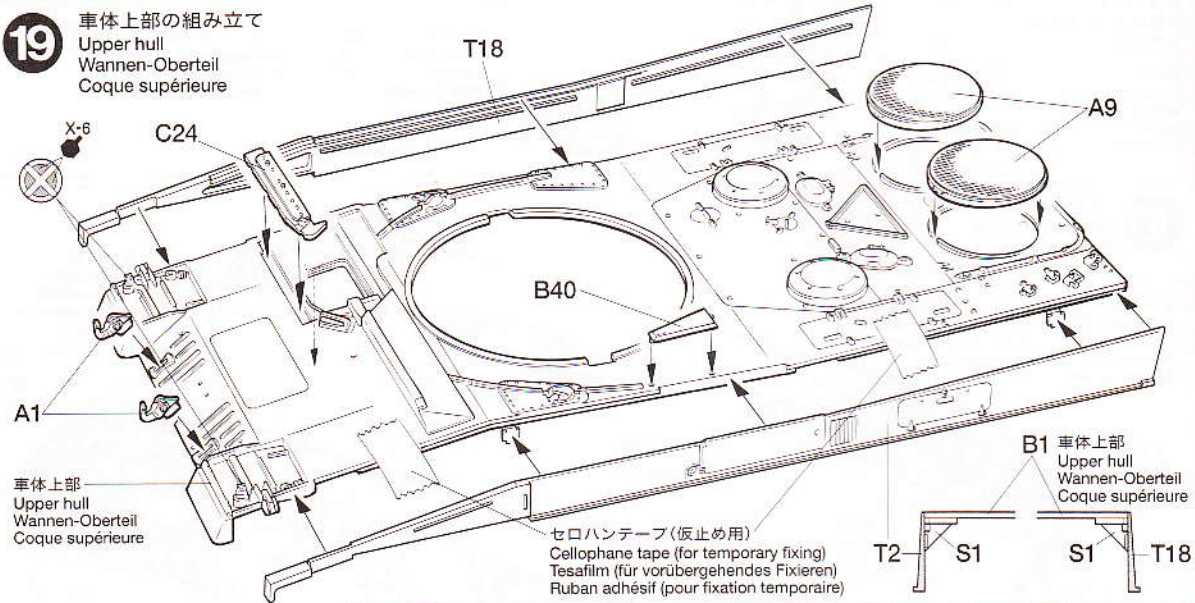 19
車体上部の組み立て
Upper hull
Wannen-Oberteil
Coque supérieure
X-6
C24
T18
A9
B40
A1
車体上部
Upper hull
Wannen-Oberteil
Coque supérieure
セロハンテープ(仮止め用)
Cellophane tape (for temporary fixing)
Tesafilm (für vorübergehendes Fixieren)
Ruban adhésif (pour fixation temporaire)
B1 車体上部
Upper hull
Wannen-Oberteil
Coque supérieure
T2 S1 S1 T18